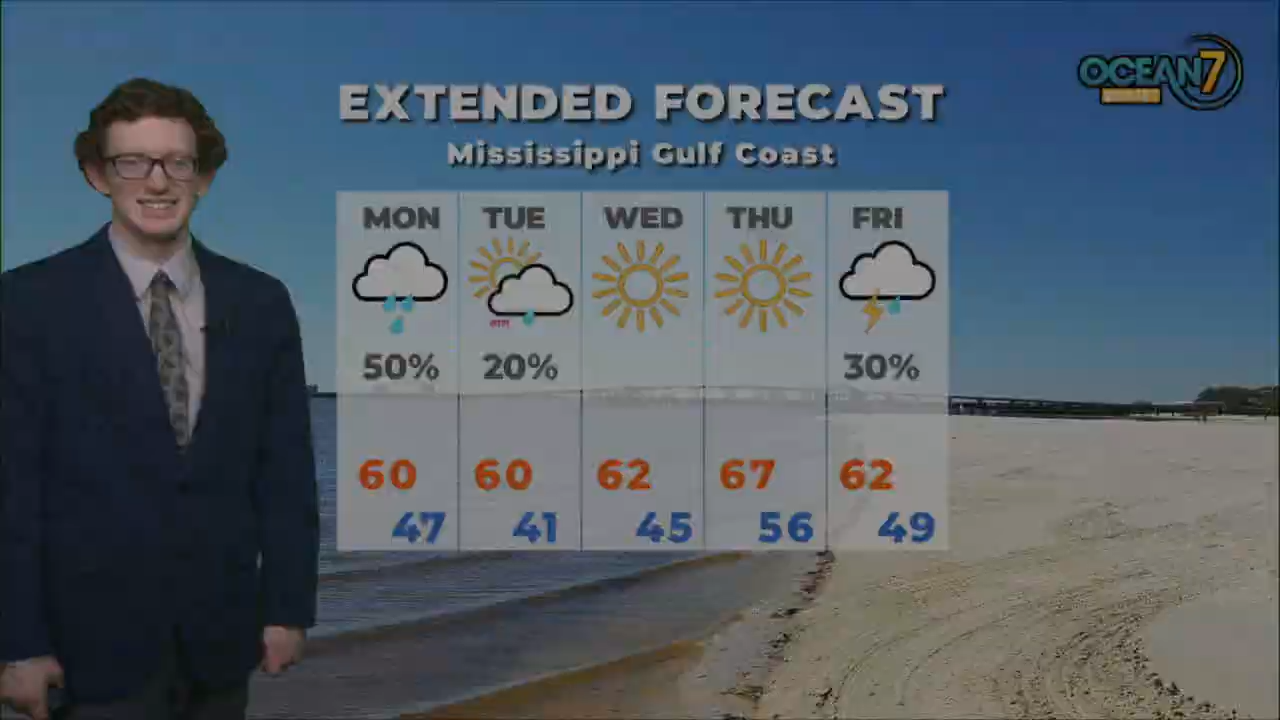 OCEAN7
EXTENDED FORECAST
Mississippi Gulf Coast
MON TUE WED THU FRI
50% 20% 30%
60 60 62 67 62
47 41 45 56 49